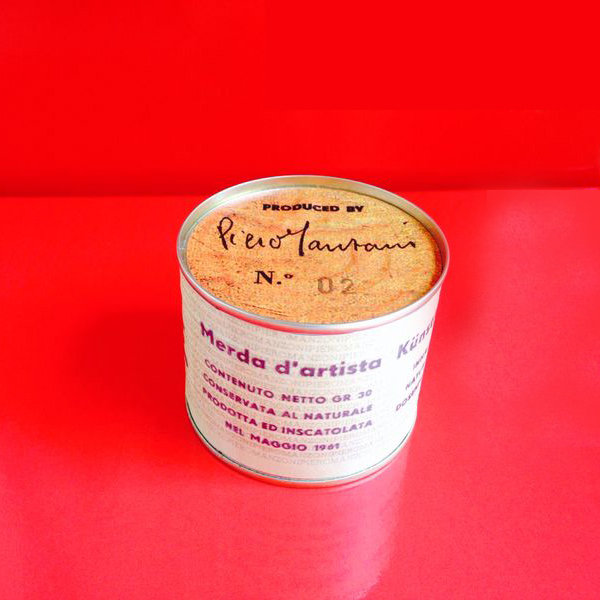 PRODUCED BY
Piero Manzoni
N.º 02
Merda d'artista
CONTENUTO NETTO GR. 30
CONSERVATA AL NATURALE
PRODOTTA ED INSCATOLATA
NEL MAGGIO 1961